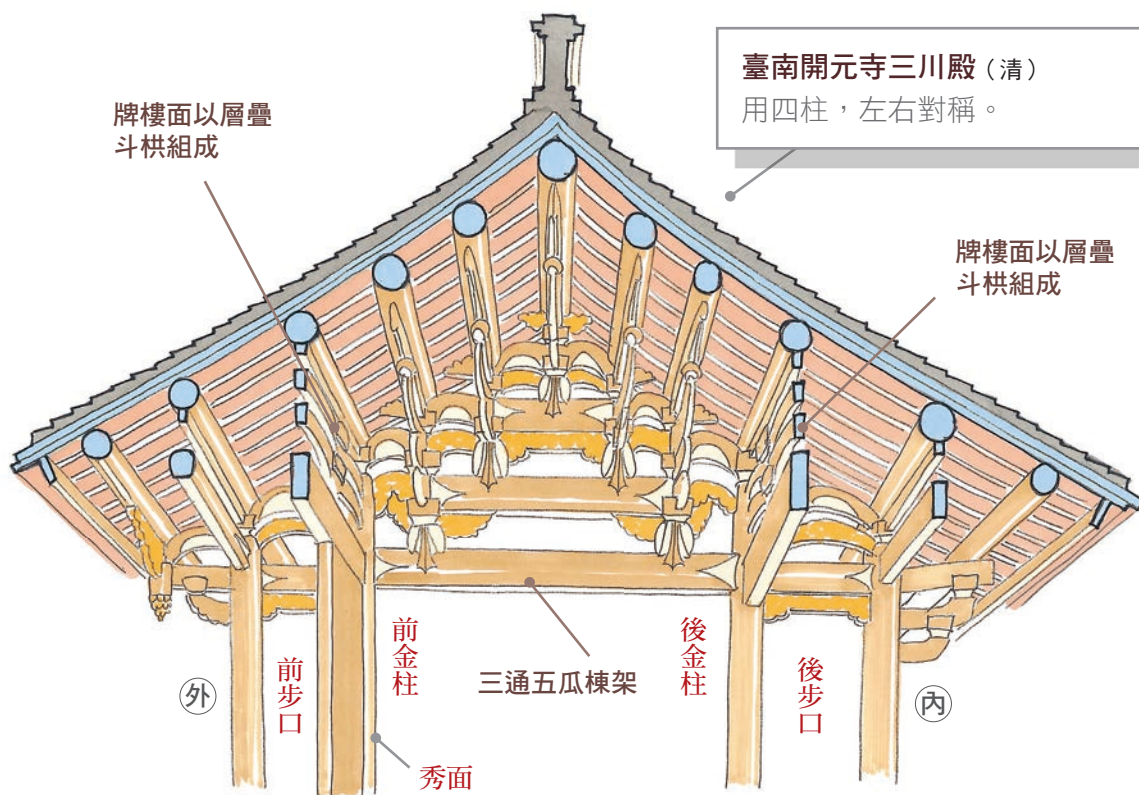 臺南開元寺三川殿（清）
用四柱，左右對稱。
牌樓面以層疊
斗栱組成
牌樓面以層疊
斗栱組成
外
前步口
前金柱
三通五瓜棟架
後金柱
後步口
內
秀面